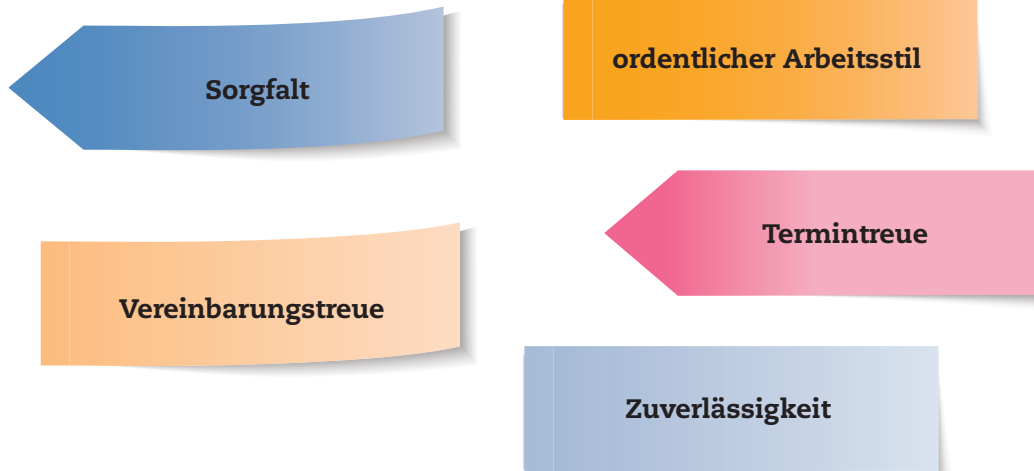 Sorgfalt
ordentlicher Arbeitsstil
Termintreue
Vereinbarungstreue
Zuverlässigkeit